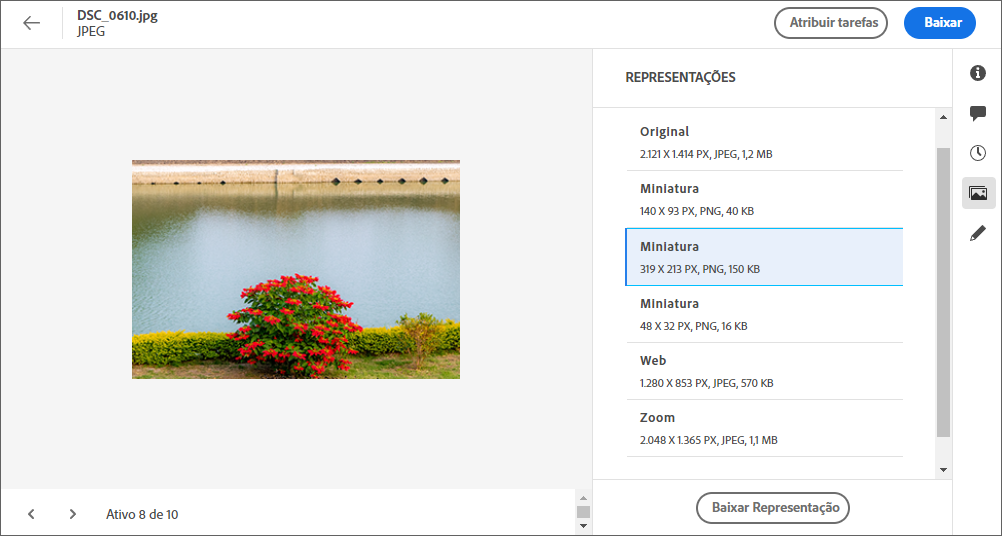 DSC_0610.jpg
JPEG
Atribuir tarefas
Baixar
REPRESENTAÇÕES
Original
2.121 X 1.414 PX, JPEG, 1,2 MB
Miniatura
140 X 93 PX, PNG, 40 KB
Miniatura
319 X 213 PX, PNG, 150 KB
Miniatura
48 X 32 PX, PNG, 16 KB
Web
1.280 X 853 PX, JPEG, 570 KB
Zoom
2.048 X 1.365 PX, JPEG, 1,1 MB
Ativo 8 de 10
Baixar Representação